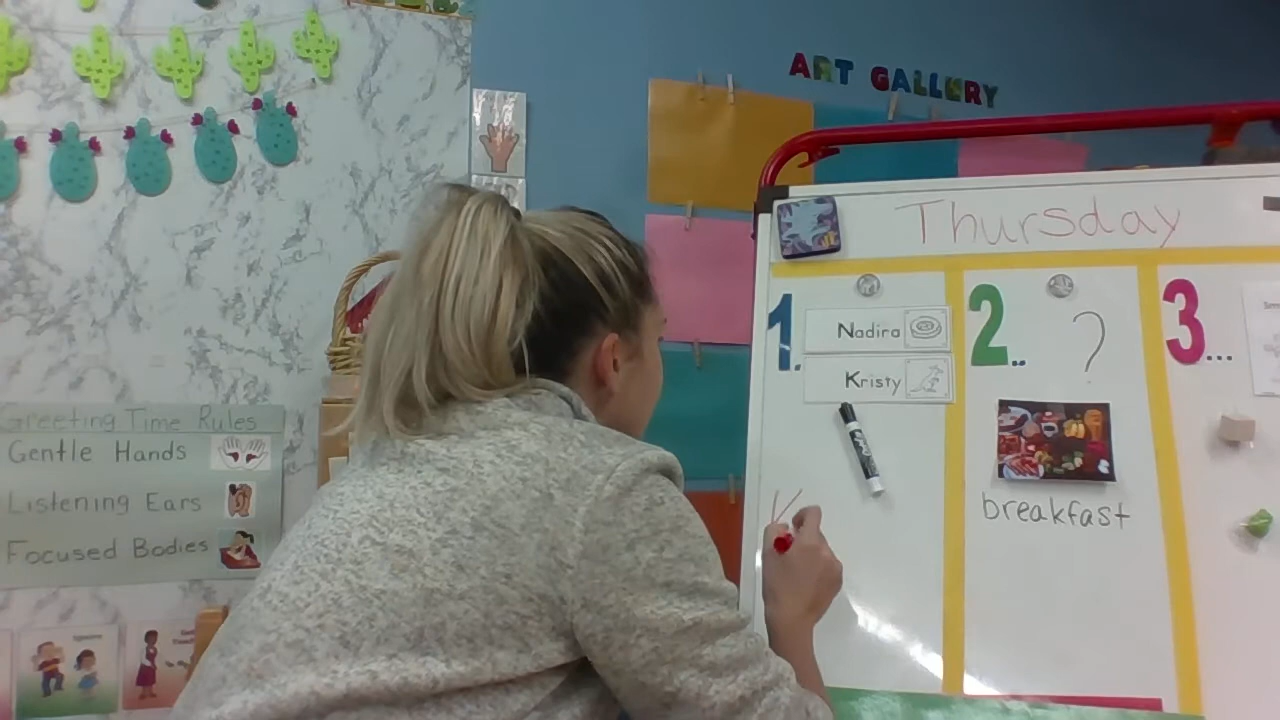 ART GALLERY
Thursday
1.
Nadira
Kristy
2..
?
breakfast
3...
Greeting Time Rules
Gentle Hands
Listening Ears
Focused Bodies